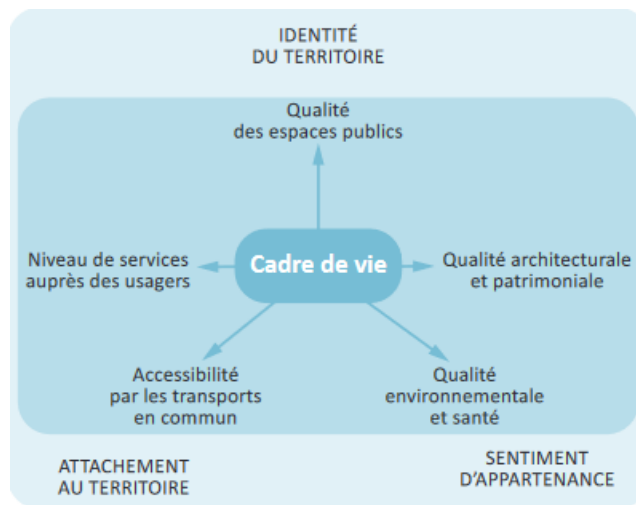 IDENTITÉ
DU TERRITOIRE
Qualité
des espaces publics
Niveau de services
auprès des usagers
Cadre de vie
Qualité architecturale
et patrimoniale
Accessibilité
par les transports
en commun
Qualité
environnementale
et santé
ATTACHEMENT
AU TERRITOIRE
SENTIMENT
D’APPARTENANCE